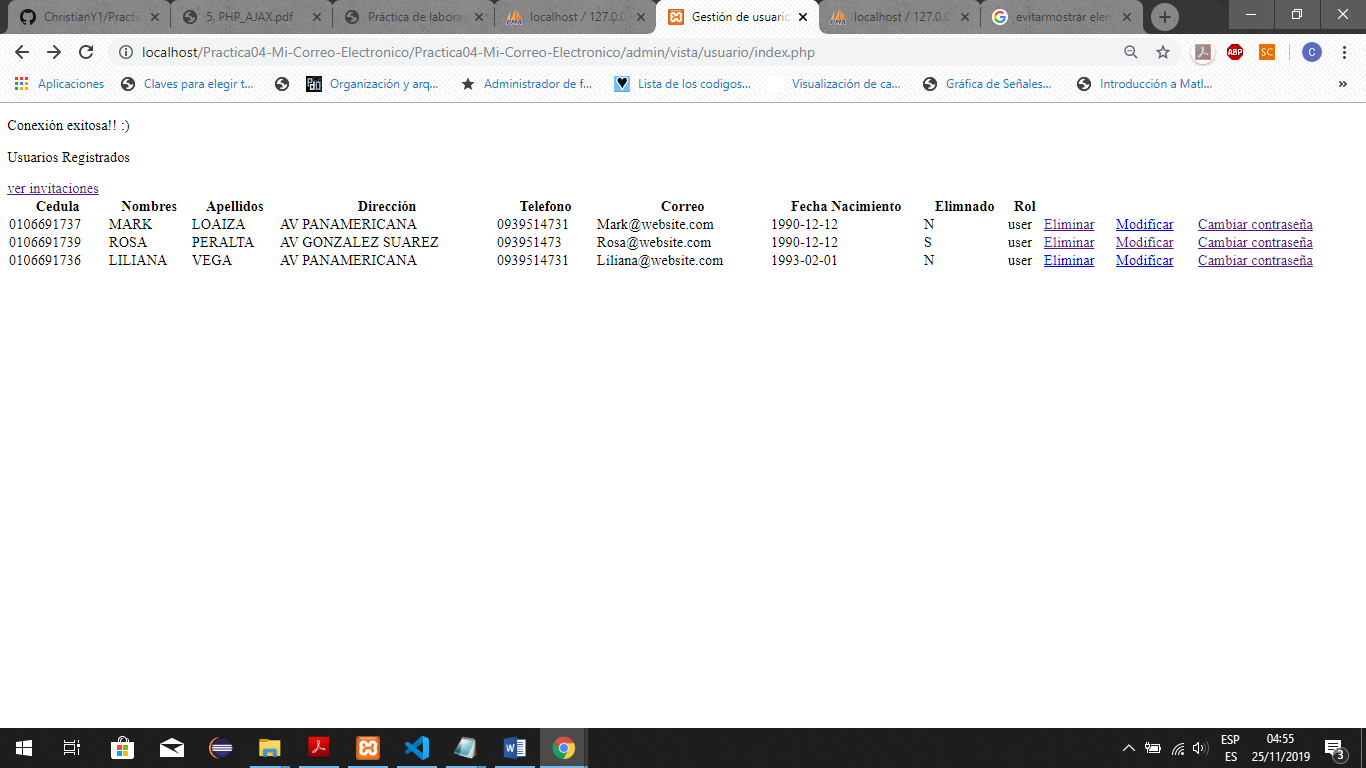 ChristianY1/Practi
5, PHP_AJAX.pdf
Práctica de labora
localhost / 127.0.0
Gestión de usuario
localhost / 127.0.0
evitarmostrar elem
localhost/Practica04-Mi-Correo-Electronico/Practica04-Mi-Correo-Electronico/admin/vista/usuario/index.php
ABP
SC
C
Aplicaciones
Claves para elegir t...
Organización y arq...
Administrador de f...
Lista de los codigos...
Visualización de ca...
Gráfica de Señales...
Introducción a Matl...
»
Conexión exitosa!! :)
Usuarios Registrados
ver invitaciones
Cedula Nombres Apellidos Dirección Telefono Correo Fecha Nacimiento Elimnado Rol
0106691737 MARK LOAIZA AV PANAMERICANA 0939514731 Mark@website.com 1990-12-12 N user Eliminar Modificar Cambiar contraseña
0106691739 ROSA PERALTA AV GONZALEZ SUAREZ 093951473 Rosa@website.com 1990-12-12 S user Eliminar Modificar Cambiar contraseña
0106691736 LILIANA VEGA AV PANAMERICANA 0939514731 Liliana@website.com 1993-02-01 N user Eliminar Modificar Cambiar contraseña
ESP
ES
04:55
25/11/2019
3